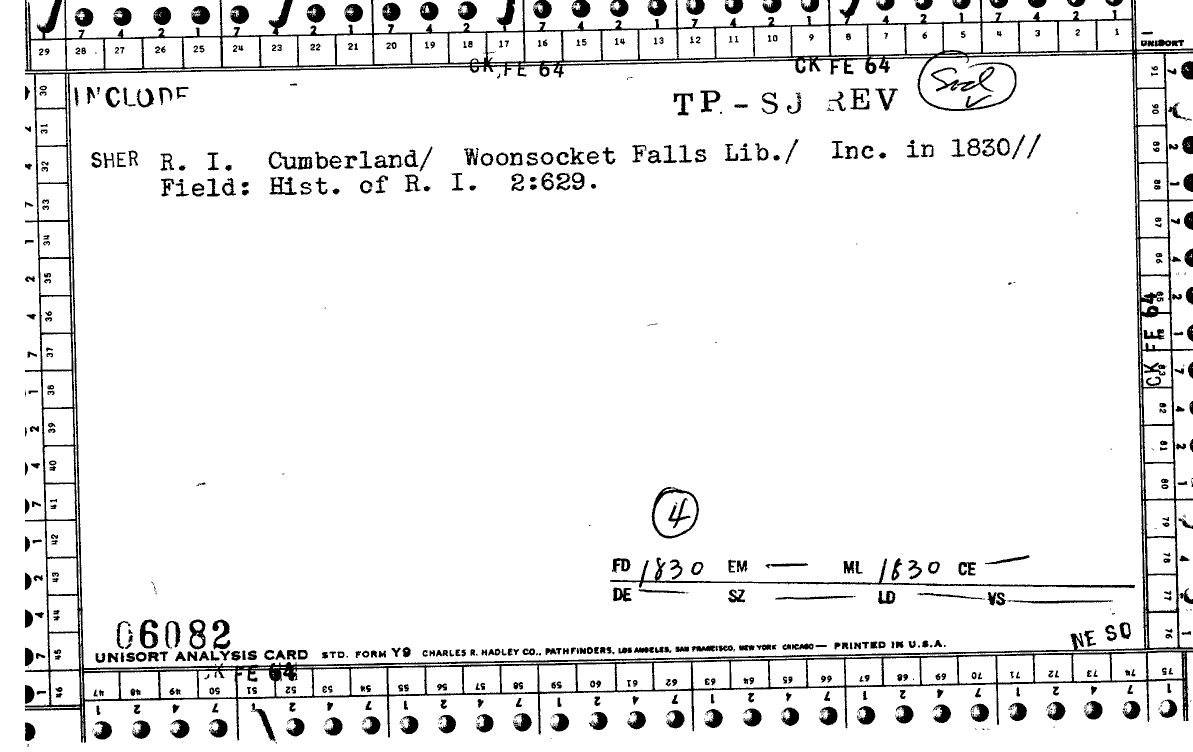 7 4 2 1 7 4 2 1 7 4 2 1 7 4 2 1 7 4 2 1 7 4 2 1
29 28 27 26 25 24 23 22 21 20 19 18 17 16 15 14 13 12 11 10 9 8 7 6 5 4 3 2 1
UNISORT
CK FE 64 CK FE 64
INCLUDE TP-SJ REV
SHER R. I. Cumberland/ Woonsocket Falls Lib./ Inc. in 1830//
Field: Hist. of R. I. 2:629.
30
31
32
33
34
35
36
37
38
39
40
41
42
43
44
45
46
91
90
89
88
87
86
85
84
83
82
81
80
79
78
77
76
CK FE 64
4
FD 1830 EM — ML 1830 CE —
DE — SZ — LD — VS —
06082
NE SO
UNISORT ANALYSIS CARD STD. FORM Y9 CHARLES R. HADLEY CO., PATHFINDERS, LOS ANGELES, SAN FRANCISCO, NEW YORK CHICAGO — PRINTED IN U.S.A.
CK FE 64
47 48 49 50 51 52 53 54 55 56 57 58 59 60 61 62 63 64 65 66 67 68 69 70 71 72 73 74 75
1 2 4 7 1 2 4 7 1 2 4 7 1 2 4 7 1 2 4 7 1 2 4 7 1 2 4 7 1